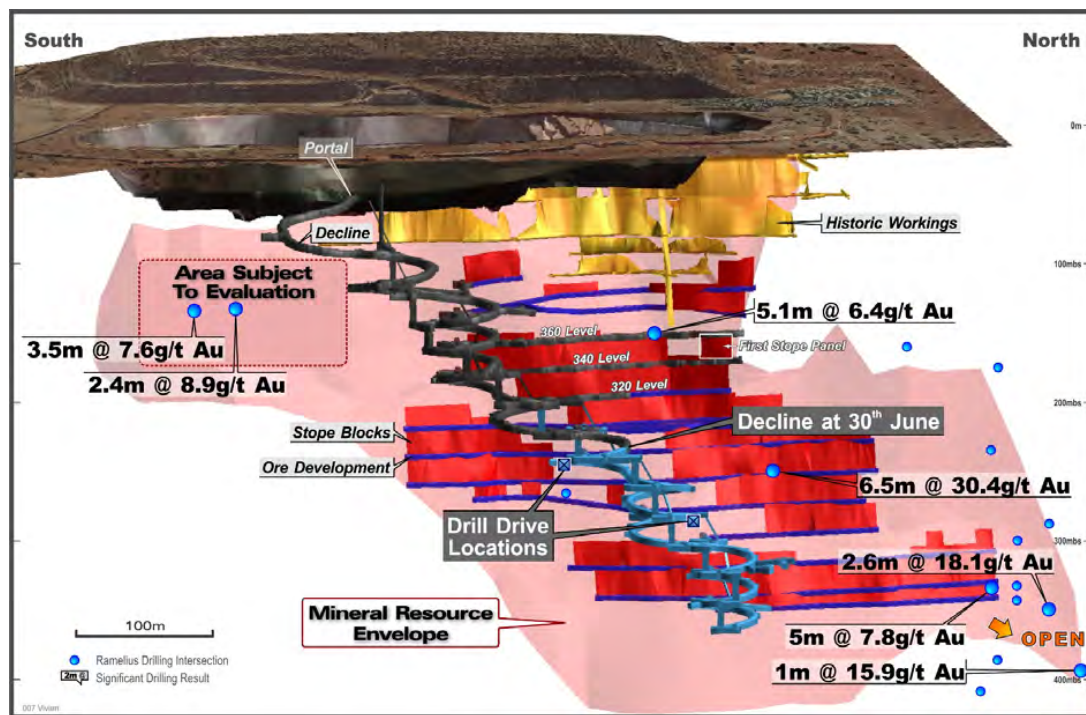 South
North
0m
Portal
Historic Workings
Decline
100mbs
Area Subject
To Evaluation
5.1m @ 6.4g/t Au
360 Level
First Stope Panel
3.5m @ 7.6g/t Au
340 Level
2.4m @ 8.9g/t Au
320 Level
200mbs
Decline at 30th June
Stope Blocks
Ore Development
6.5m @ 30.4g/t Au
Drill Drive
Locations
300mbs
2.6m @ 18.1g/t Au
Mineral Resource
Envelope
100m
5m @ 7.8g/t Au
OPEN
Ramelius Drilling Intersection
1m @ 15.9g/t Au
2m @
Significant Drilling Result
400mbs
007 Vivien